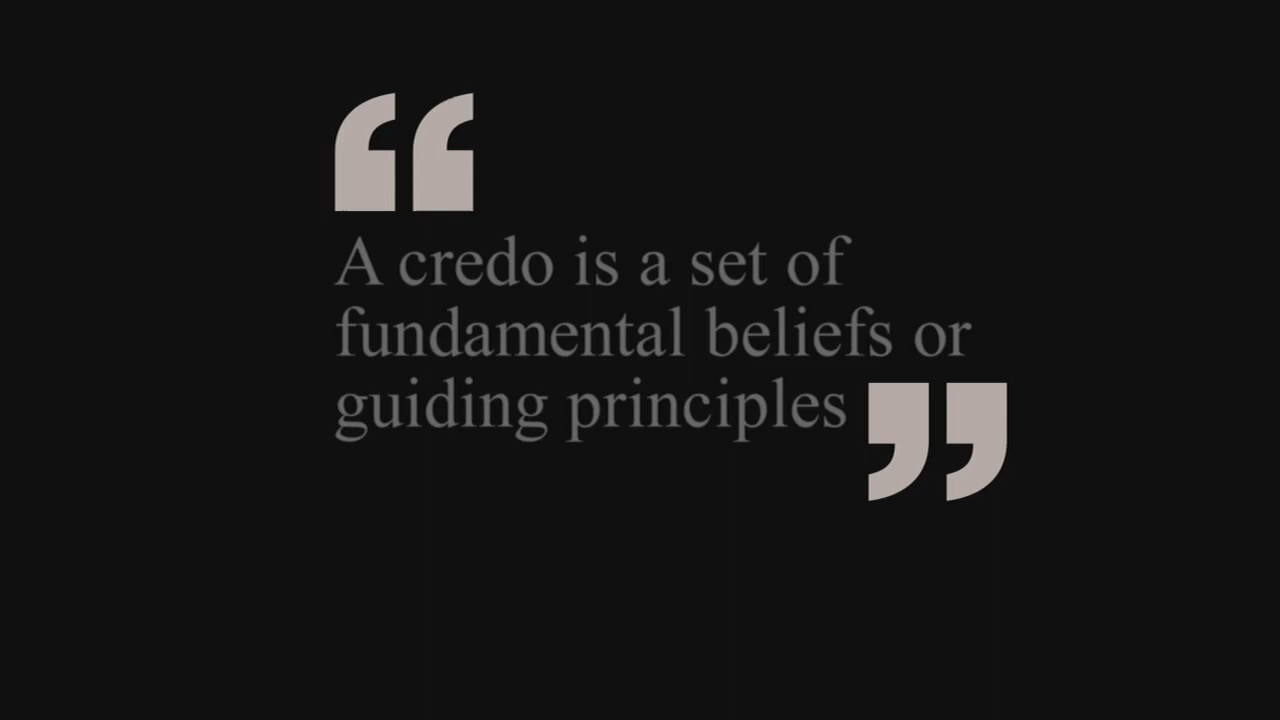 “A credo is a set of
fundamental beliefs or
guiding principles”